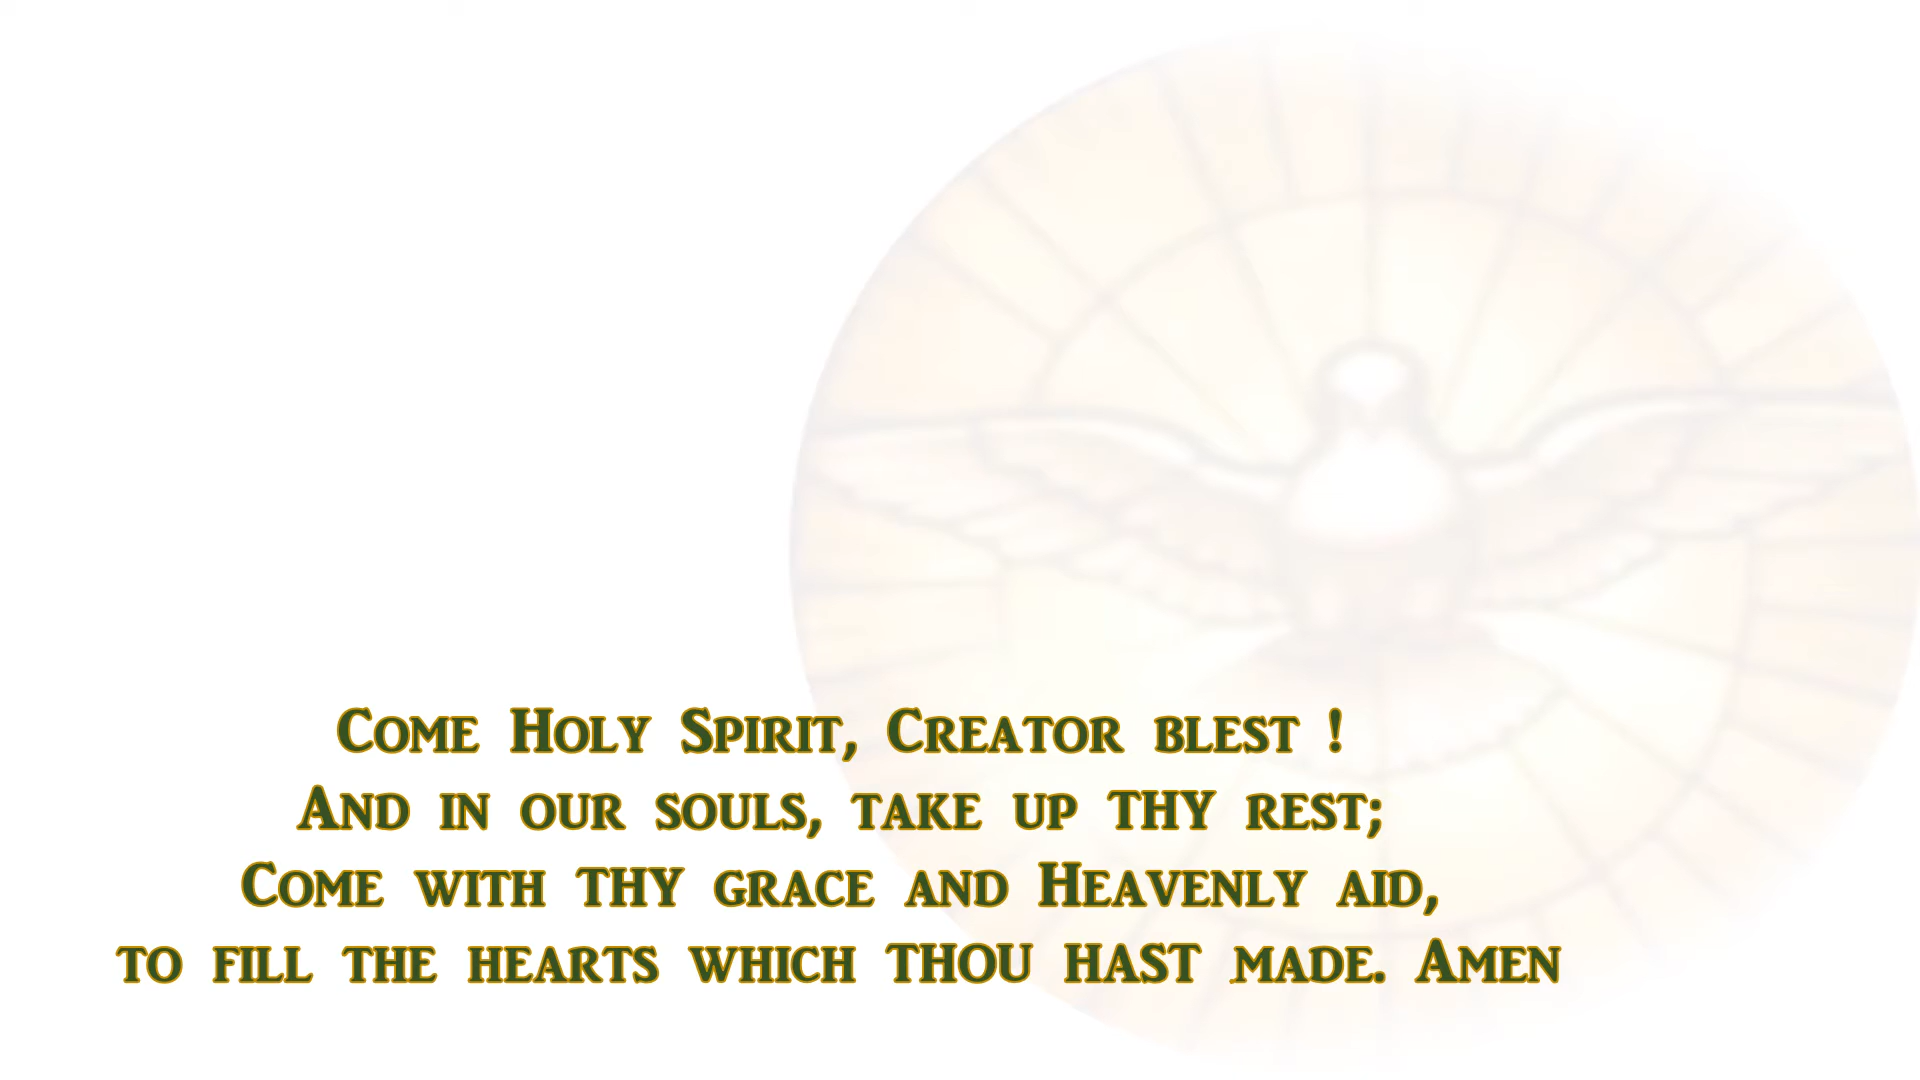 Come Holy Spirit, Creator blest !
And in our souls, take up THY rest;
Come with THY grace and Heavenly aid,
to fill the hearts which THOU HAST made. Amen